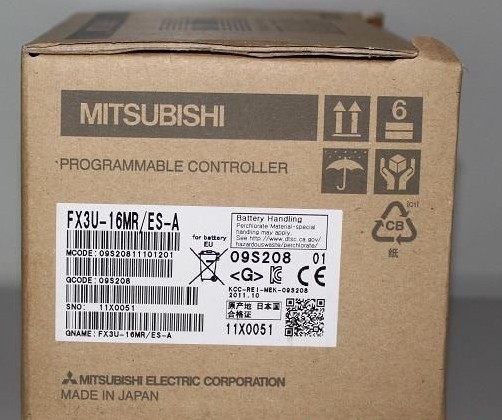 MITSUBISHI
6
PROGRAMMABLE CONTROLLER
FX3U-16MR/ES-A
MCODE: 09S20811101201
GCODE: 09S208
SNO: 11X0051
GNAME: FX3U-16MR/ES-A
for battery
EU
Battery Handling
Perchlorate Material-special
handling may apply.
See http://www.dtsc.ca.gov/
hazardouswaste/perchlorate/
09S208 01
<G> CE
KCC-REI-MEK-09S208
2011.10
原产地 日本国
合格证
11X0051
CB
纸
MITSUBISHI ELECTRIC CORPORATION
MADE IN JAPAN